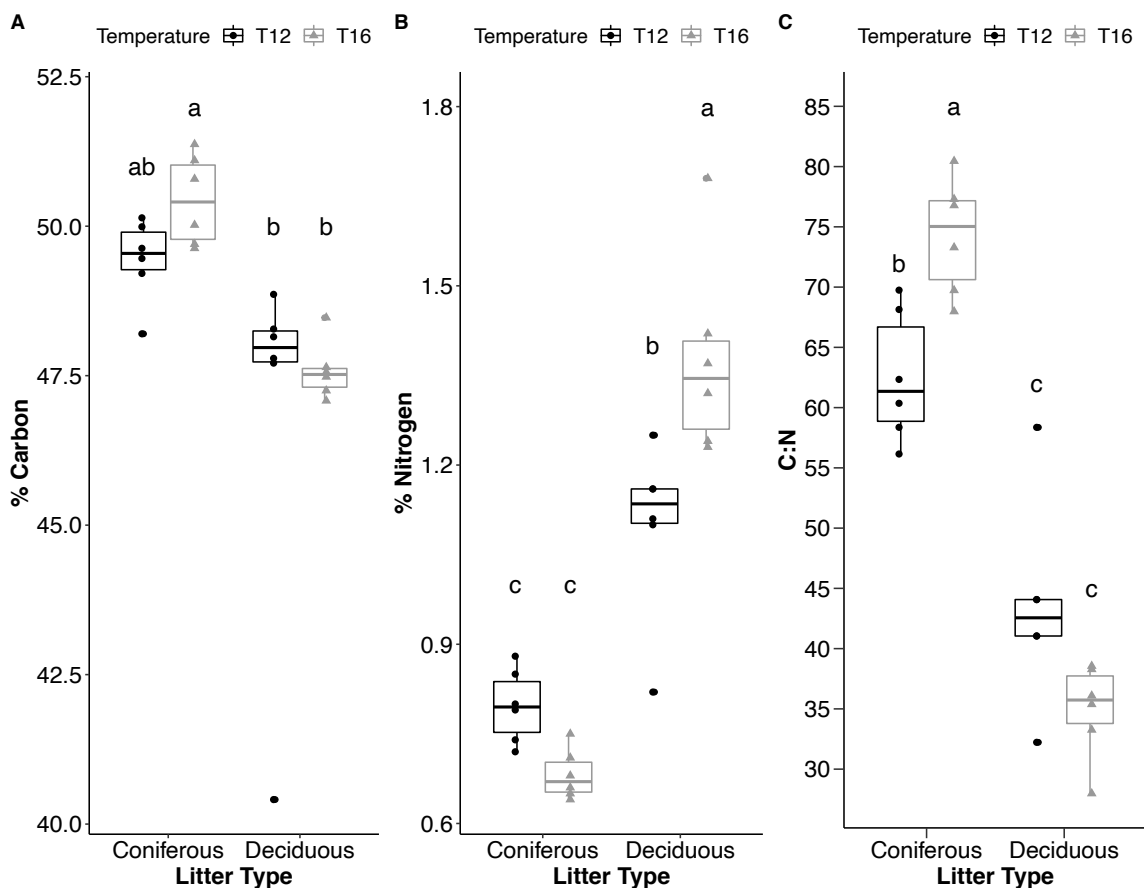 A
Temperature T12 T16
% Carbon
52.5
50.0
47.5
45.0
42.5
40.0
ab
a
b
b
Coniferous Deciduous
Litter Type
B
Temperature T12 T16
% Nitrogen
1.8
1.5
1.2
0.9
0.6
c
c
b
a
Coniferous Deciduous
Litter Type
C
Temperature T12 T16
C:N
85
80
75
70
65
60
55
50
45
40
35
30
b
a
c
c
Coniferous Deciduous
Litter Type